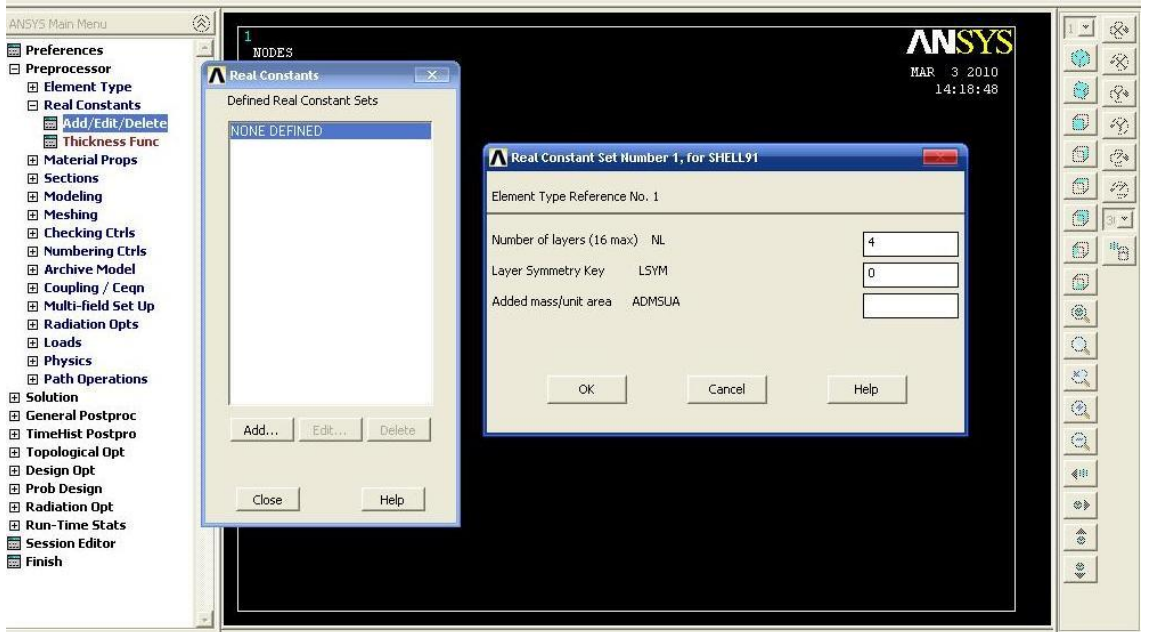 ANSYS Main Menu
Preferences
Preprocessor
Element Type
Real Constants
Add/Edit/Delete
Thickness Func
Material Props
Sections
Modeling
Meshing
Checking Ctrls
Numbering Ctrls
Archive Model
Coupling / Ceqn
Multi-field Set Up
Radiation Opts
Loads
Physics
Path Operations
Solution
General Postproc
TimeHist Postpro
Topological Opt
Design Opt
Prob Design
Radiation Opt
Run-Time Stats
Session Editor
Finish
1
NODES
ANSYS
MAR 3 2010
14:18:48
Real Constants
Defined Real Constant Sets
NONE DEFINED
Add... Edit... Delete
Close Help
Real Constant Set Number 1, for SHELL91
Element Type Reference No. 1
Number of layers (16 max) NL 4
Layer Symmetry Key LSYM 0
Added mass/unit area ADMSUA
OK Cancel Help
1